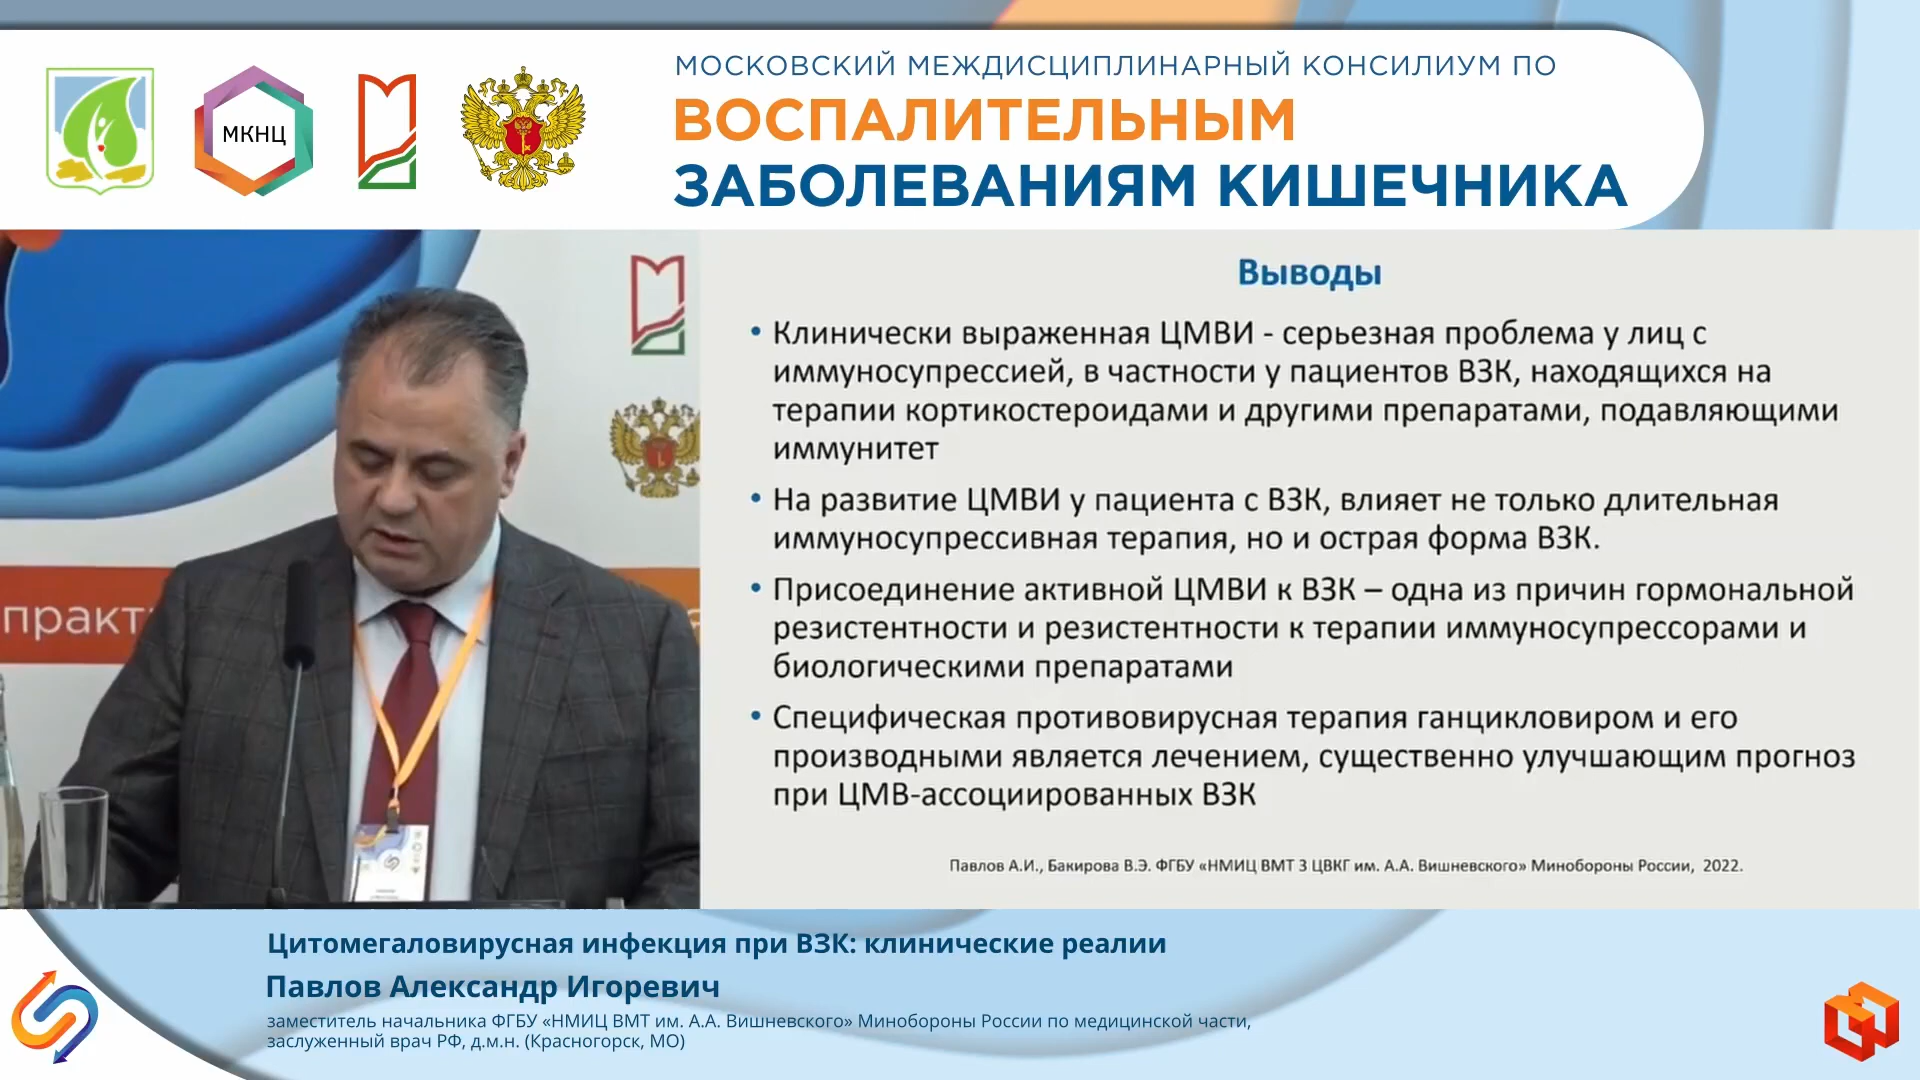 МКНЦ
МОСКОВСКИЙ МЕЖДИСЦИПЛИНАРНЫЙ КОНСИЛИУМ ПО
ВОСПАЛИТЕЛЬНЫМ
ЗАБОЛЕВАНИЯМ КИШЕЧНИКА
практ
Выводы
• Клинически выраженная ЦМВИ - серьезная проблема у лиц с
иммуносупрессией, в частности у пациентов ВЗК, находящихся на
терапии кортикостероидами и другими препаратами, подавляющими
иммунитет
• На развитие ЦМВИ у пациента с ВЗК, влияет не только длительная
иммуносупрессивная терапия, но и острая форма ВЗК.
• Присоединение активной ЦМВИ к ВЗК – одна из причин гормональной
резистентности и резистентности к терапии иммуносупрессорами и
биологическими препаратами
• Специфическая противовирусная терапия ганцикловиром и его
производными является лечением, существенно улучшающим прогноз
при ЦМВ-ассоциированных ВЗК
Павлов А.И., Бакирова В.Э. ФГБУ «НМИЦ ВМТ 3 ЦВКГ им. А.А. Вишневского» Минобороны России, 2022.
Цитомегаловирусная инфекция при ВЗК: клинические реалии
Павлов Александр Игоревич
заместитель начальника ФГБУ «НМИЦ ВМТ им. А.А. Вишневского» Минобороны России по медицинской части,
заслуженный врач РФ, д.м.н. (Красногорск, МО)